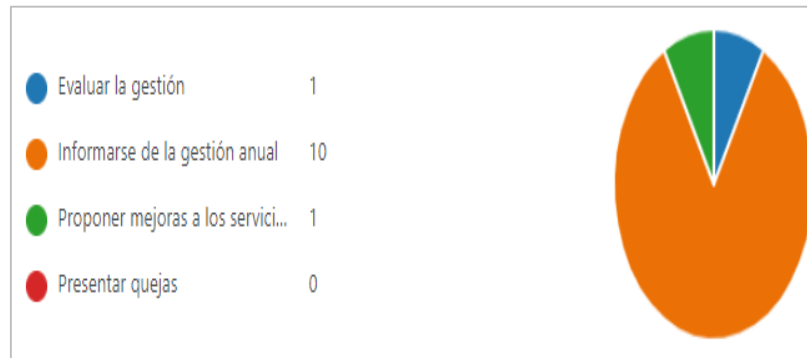 Evaluar la gestión 1
Informarse de la gestión anual 10
Proponer mejoras a los servici... 1
Presentar quejas 0